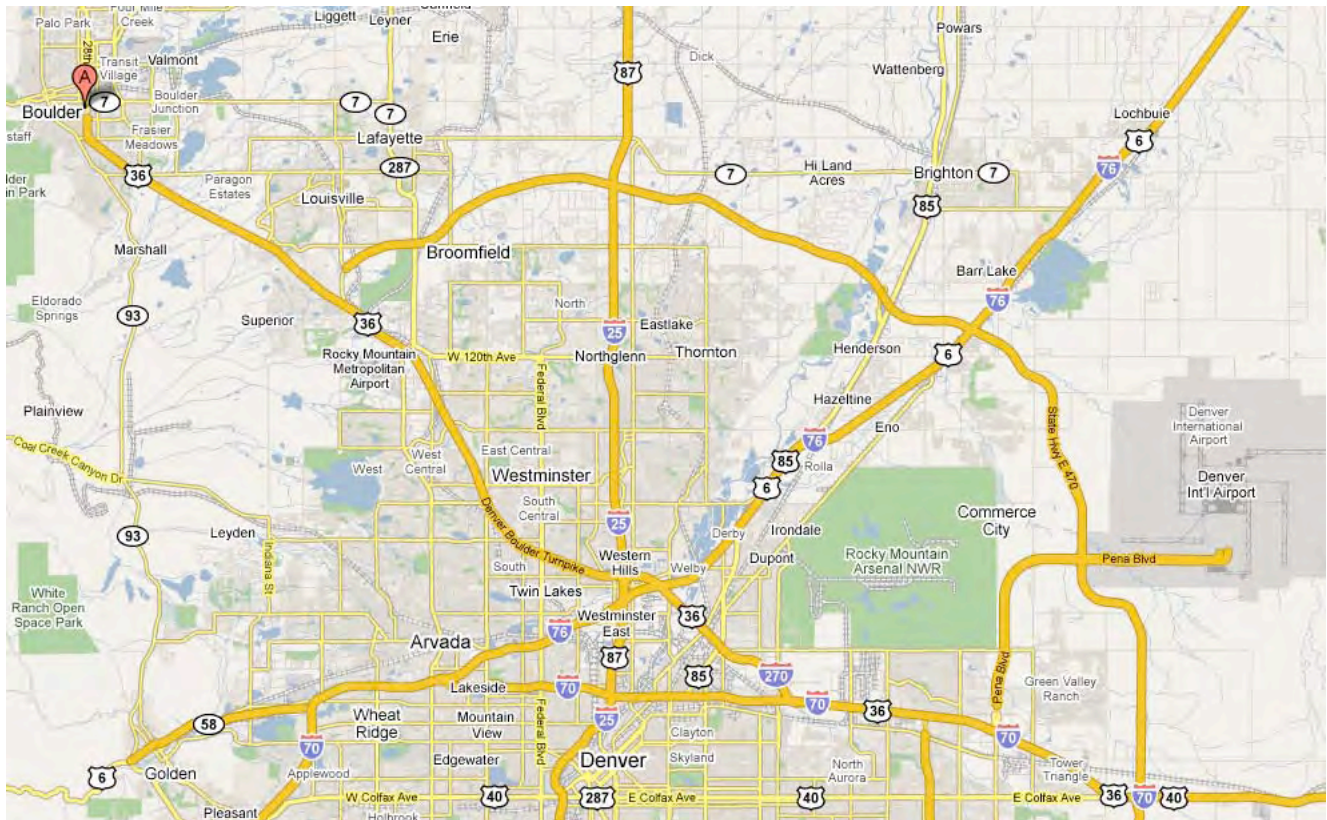 Palo Park
Creek
Liggett
Leyner
Erie
Powars
28th
Transit
Village
Valmont
87
Dick
Wattenberg
A
7
Boulder
Boulder
Junction
7
7
Lochbuie
staff
Frasier
Meadows
Lafayette
6
36
287
7
Hi Land
Acres
Brighton
7
76
Paragon
Estates
Louisville
85
Marshall
Broomfield
Barr Lake
Eldorado
Springs
93
Superior
36
North
25
Eastlake
76
Rocky Mountain
Metropolitan
Airport
W 120th Ave
Federal Blvd
Northglenn
Thornton
Henderson
6
Plainview
Hazeltine
Eno
State Hwy E 470
Denver
International
Airport
Coal Creek Canyon Dr
West
West
Central
East Central
76
85
Rolla
Denver
Int'l Airport
Westminster
6
93
Leyden
Indiana St
Denver Boulder Turnpike
South
Central
25
Derby
Irondale
Commerce
City
South
Western
Hills
Welby
Dupont
Rocky Mountain
Arsenal NWR
Pena Blvd
White
Ranch Open
Space Park
Twin Lakes
Arvada
76
Westminster
East
36
87
85
270
Pena Blvd
Green Valley
Ranch
Lakeside
70
70
36
58
Wheat
Ridge
Mountain
View
Federal Blvd
25
Clayton
70
70
6
Golden
Applewood
Edgewater
Denver
Skyland
North
Aurora
Tower
Triangle
Pleasant
W Colfax Ave
40
287
E Colfax Ave
40
E Colfax Ave
36
70
40
Holbrook